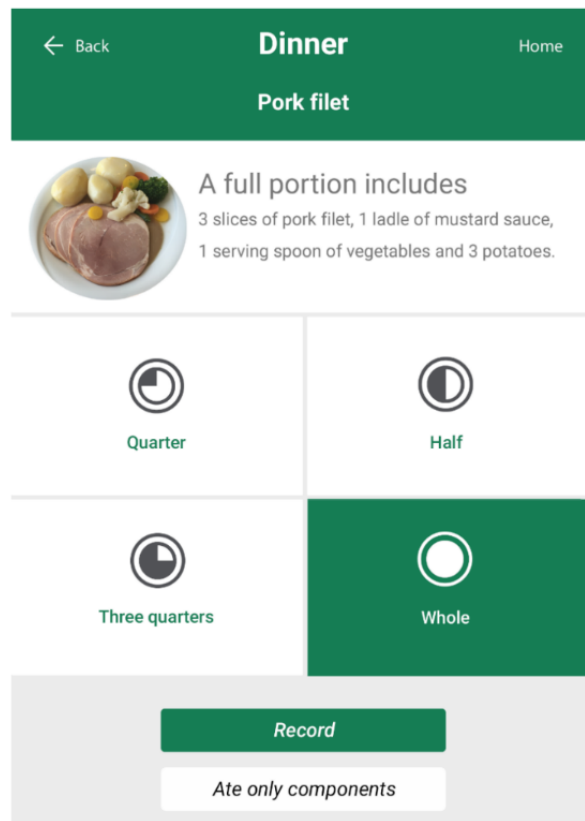 Back
Dinner
Home
Pork filet
A full portion includes
3 slices of pork filet, 1 ladle of mustard sauce,
1 serving spoon of vegetables and 3 potatoes.
Quarter
Half
Three quarters
Whole
Record
Ate only components